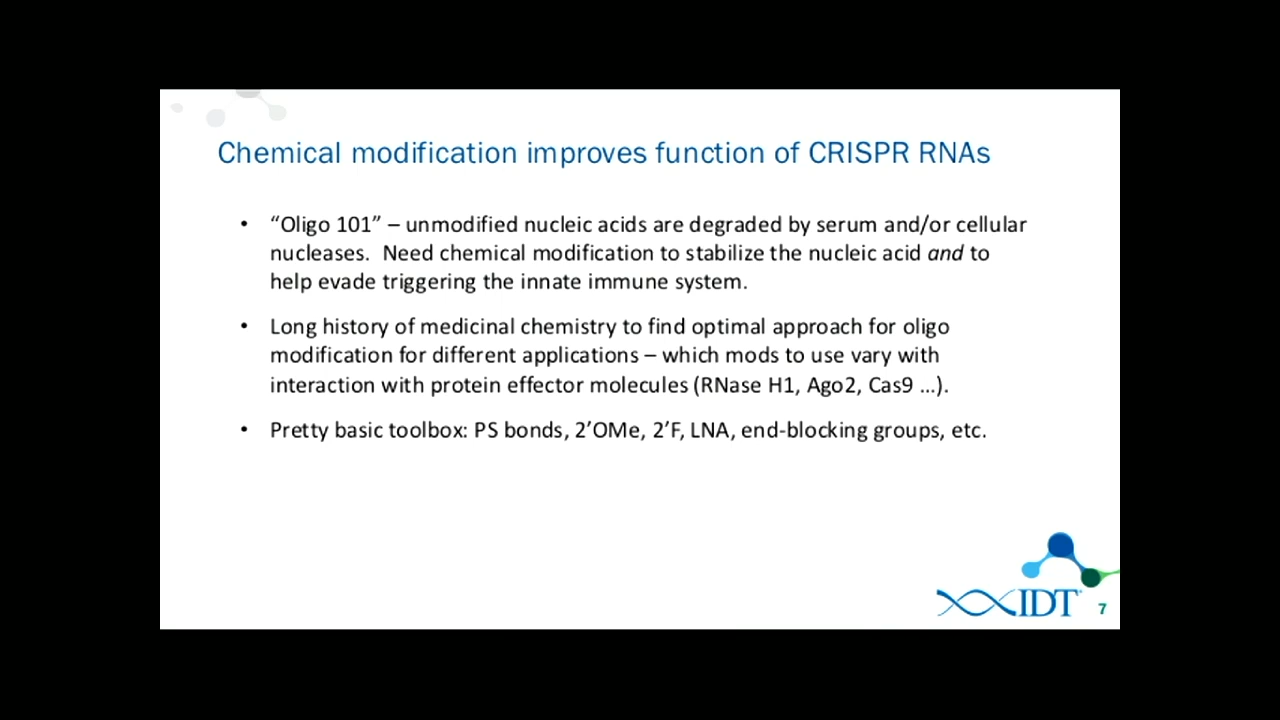 Chemical modification improves function of CRISPR RNAs
• “Oligo 101” – unmodified nucleic acids are degraded by serum and/or cellular
nucleases.  Need chemical modification to stabilize the nucleic acid and to
help evade triggering the innate immune system.
• Long history of medicinal chemistry to find optimal approach for oligo
modification for different applications – which mods to use vary with
interaction with protein effector molecules (RNase H1, Ago2, Cas9 ...).
• Pretty basic toolbox: PS bonds, 2’OMe, 2’F, LNA, end-blocking groups, etc.
IDT
7